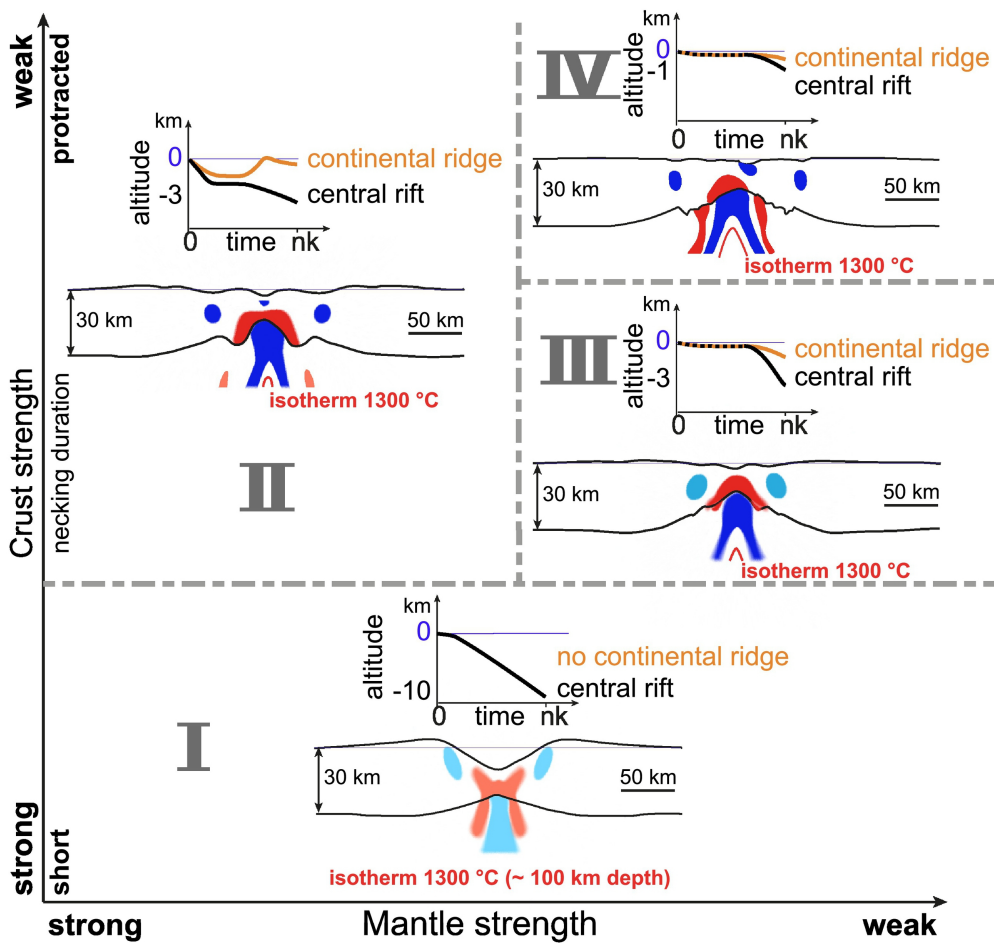 weak
protracted
Crust strength
necking duration
strong
short
km
0
-3
altitude
0 time nk
continental ridge
central rift
30 km
50 km
isotherm 1300 °C
II
IV
km
0
-1
altitude
0 time nk
continental ridge
central rift
30 km
50 km
isotherm 1300 °C
III
km
0
-3
altitude
0 time nk
continental ridge
central rift
30 km
50 km
isotherm 1300 °C
I
km
0
-10
altitude
0 time nk
no continental ridge
central rift
30 km
50 km
isotherm 1300 °C (~ 100 km depth)
strong Mantle strength weak